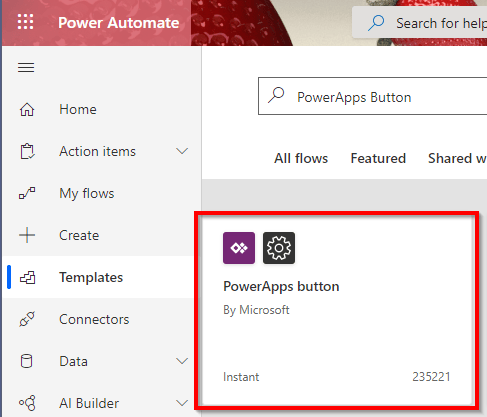 Power Automate
Search for help
PowerApps Button
Home
Action items
My flows
Create
Templates
Connectors
Data
AI Builder
All flows
Featured
Shared w
PowerApps button
By Microsoft
Instant
235221